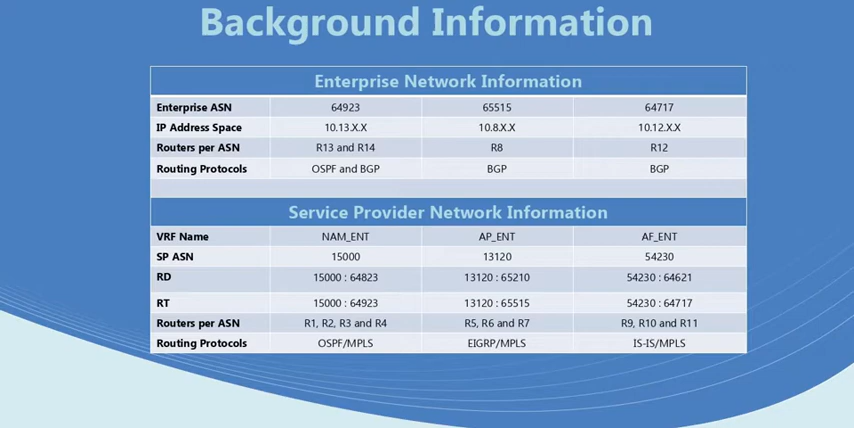 Background Information
Enterprise Network Information
Enterprise ASN 64923 65515 64717
IP Address Space 10.13.X.X 10.8.X.X 10.12.X.X
Routers per ASN R13 and R14 R8 R12
Routing Protocols OSPF and BGP BGP BGP
Service Provider Network Information
VRF Name NAM_ENT AP_ENT AF_ENT
SP ASN 15000 13120 54230
RD 15000 : 64823 13120 : 65210 54230 : 64621
RT 15000 : 64923 13120 : 65515 54230 : 64717
Routers per ASN R1, R2, R3 and R4 R5, R6 and R7 R9, R10 and R11
Routing Protocols OSPF/MPLS EIGRP/MPLS IS-IS/MPLS